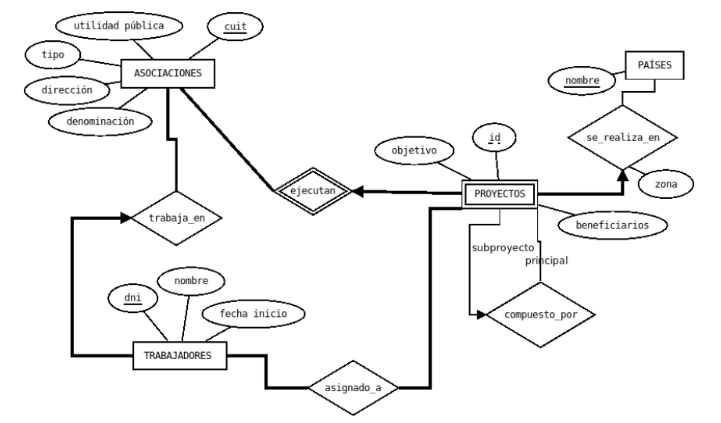 utilidad pública
cuit
tipo
ASOCIACIONES
PAÍSES
nombre
dirección
denominación
objetivo
id
se_realiza_en
ejecutan
PROYECTOS
zona
trabaja_en
beneficiarios
subproyecto
principal
nombre
dni
fecha inicio
compuesto_por
TRABAJADORES
asignado_a